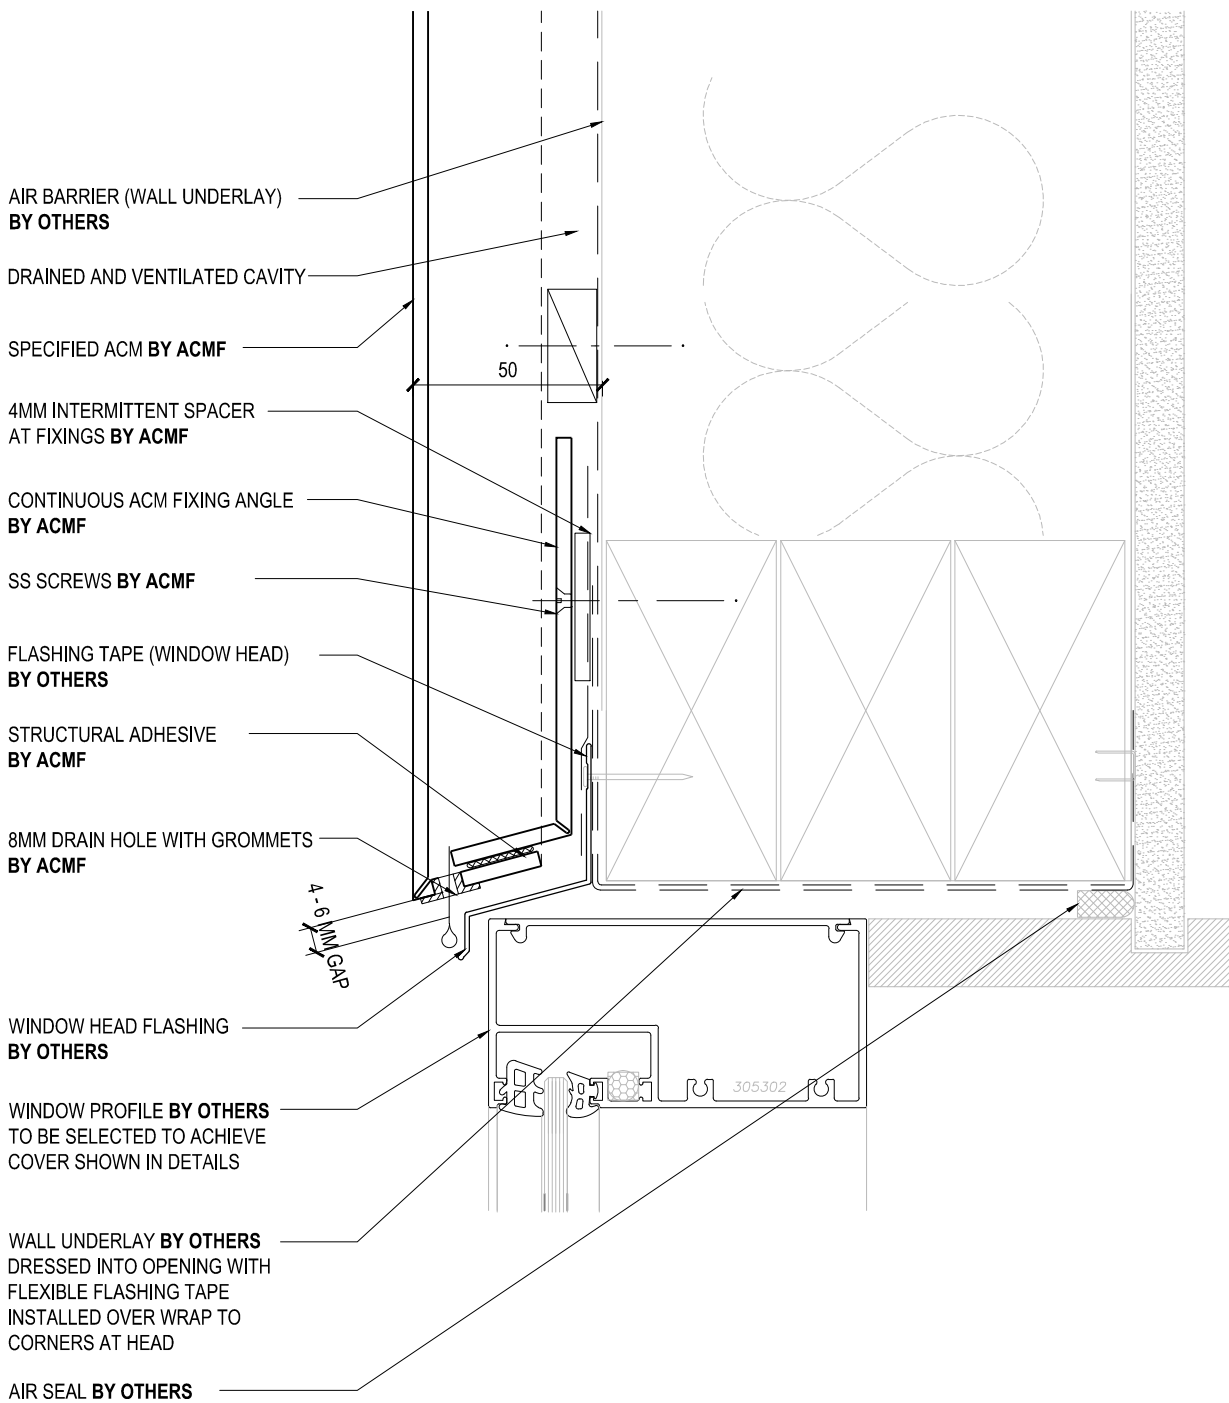 AIR BARRIER (WALL UNDERLAY)
BY OTHERS
DRAINED AND VENTILATED CAVITY
SPECIFIED ACM BY ACMF
50
4MM INTERMITTENT SPACER
AT FIXINGS BY ACMF
CONTINUOUS ACM FIXING ANGLE
BY ACMF
SS SCREWS BY ACMF
FLASHING TAPE (WINDOW HEAD)
BY OTHERS
STRUCTURAL ADHESIVE
BY ACMF
8MM DRAIN HOLE WITH GROMMETS
BY ACMF
4 - 6 MM GAP
WINDOW HEAD FLASHING
BY OTHERS
305302
WINDOW PROFILE BY OTHERS
TO BE SELECTED TO ACHIEVE
COVER SHOWN IN DETAILS
WALL UNDERLAY BY OTHERS
DRESSED INTO OPENING WITH
FLEXIBLE FLASHING TAPE
INSTALLED OVER WRAP TO
CORNERS AT HEAD
AIR SEAL BY OTHERS